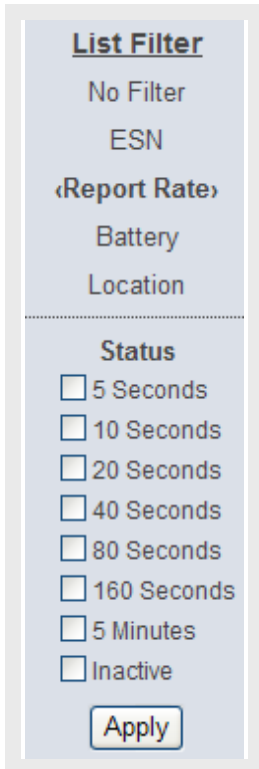 List Filter
No Filter
ESN
‹Report Rate›
Battery
Location
Status
5 Seconds
10 Seconds
20 Seconds
40 Seconds
80 Seconds
160 Seconds
5 Minutes
Inactive
Apply